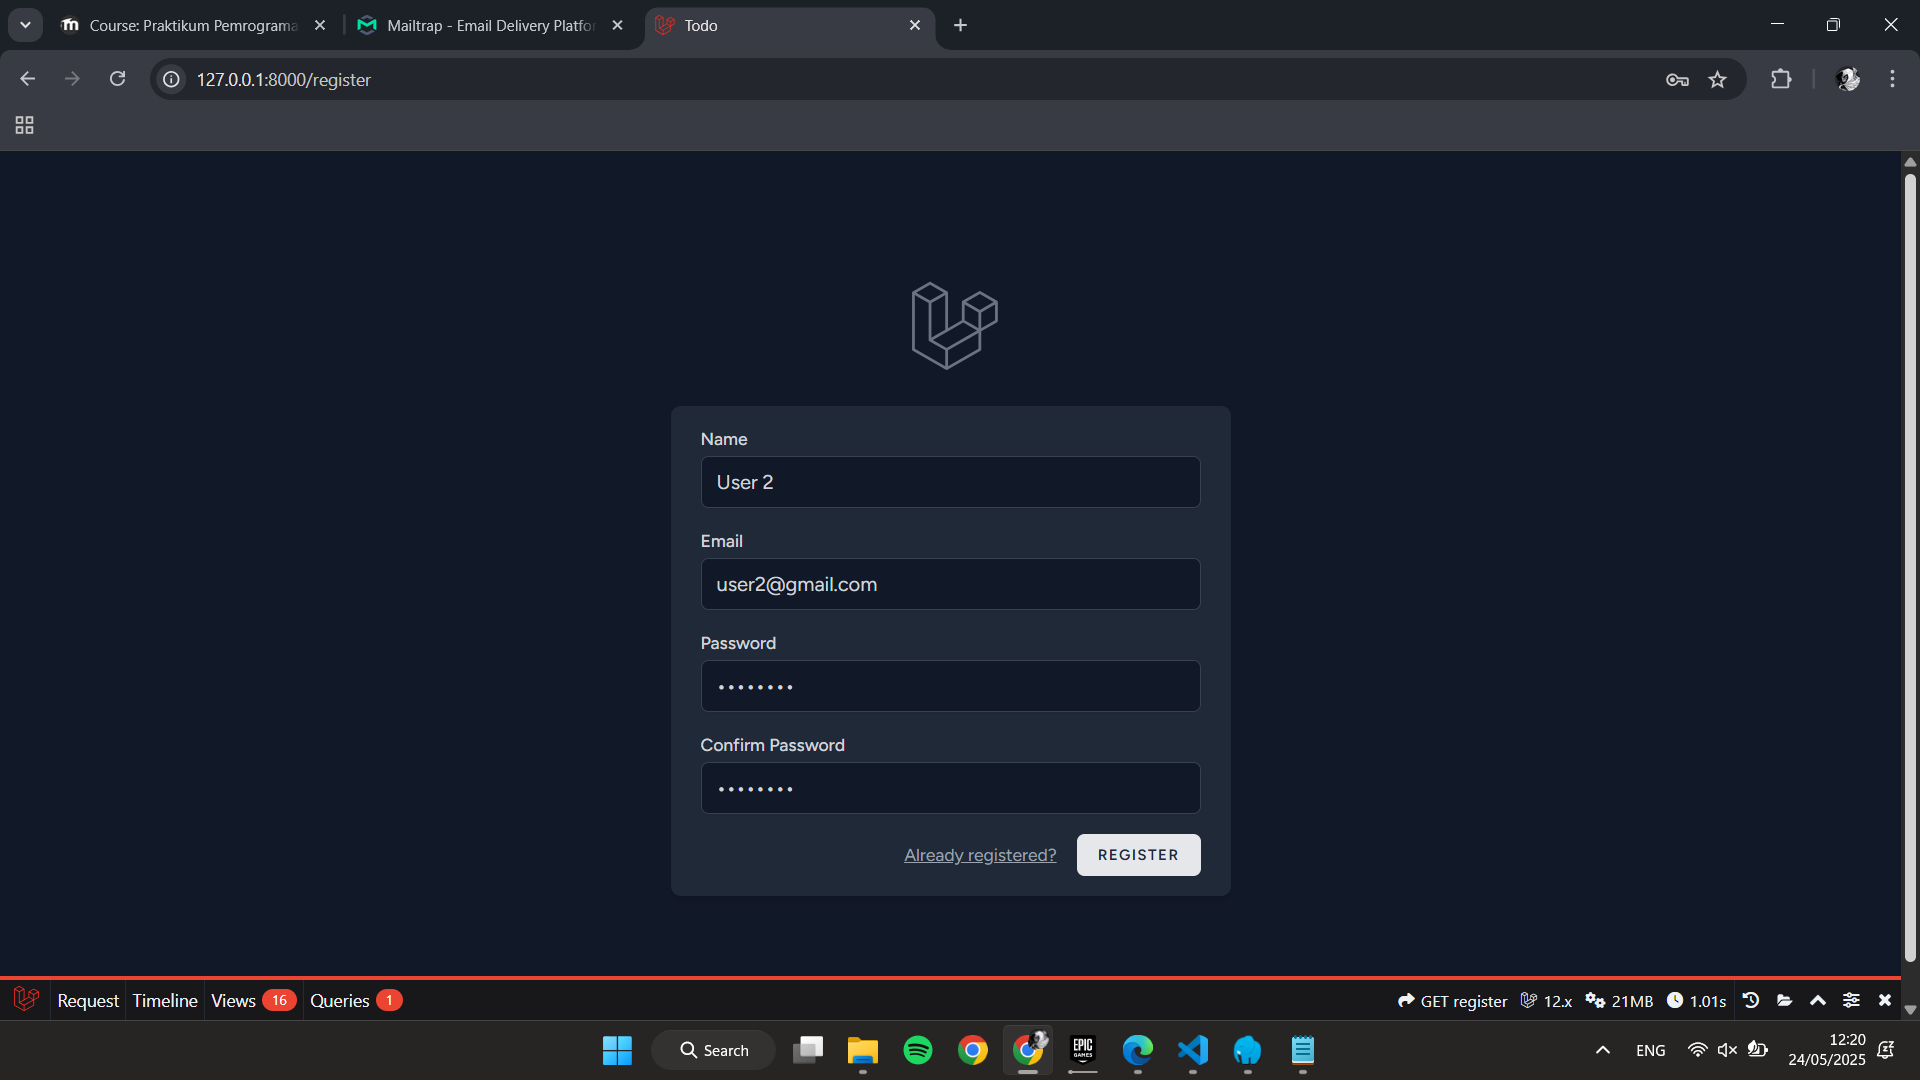 Course: Praktikum Pemrograma
Mailtrap - Email Delivery Platfo
Todo
127.0.0.1:8000/register
Name
User 2
Email
user2@gmail.com
Password
••••••••
Confirm Password
••••••••
Already registered?
REGISTER
Request
Timeline
Views 16
Queries 1
GET register
12.x
21MB
1.01s
Search
EPIC
GAMES
ENG
12:20
24/05/2025